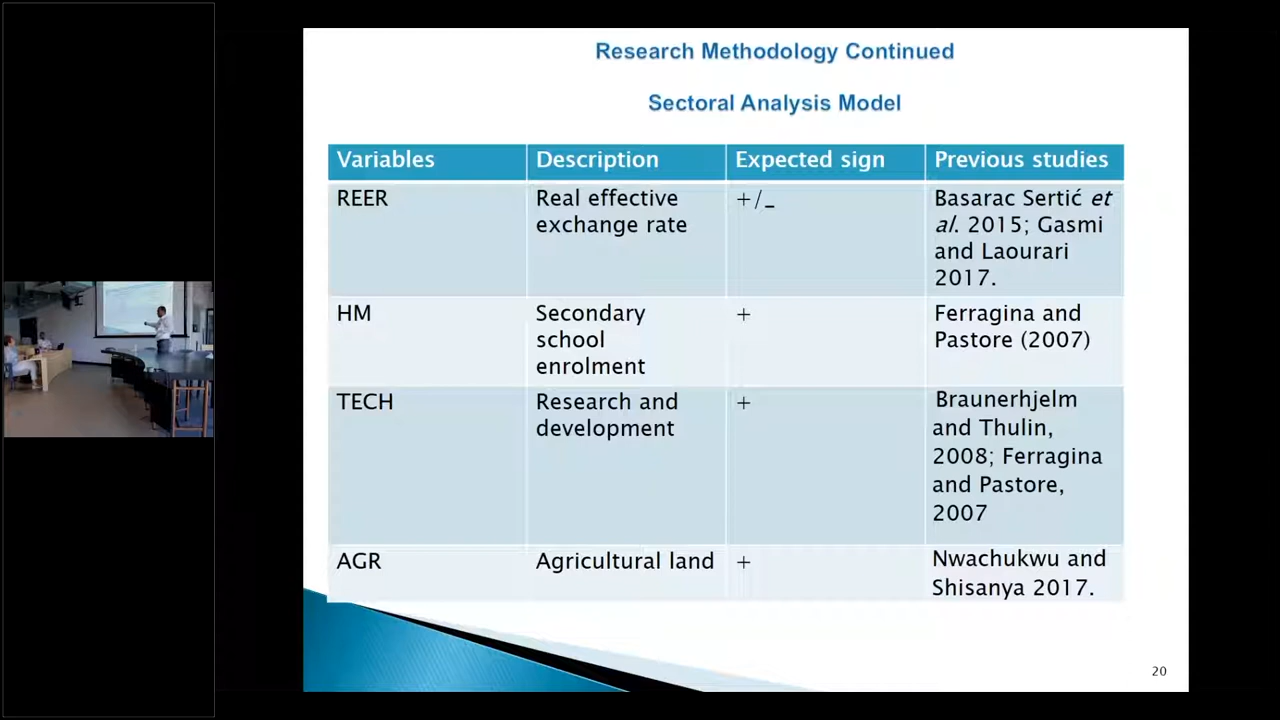 Research Methodology Continued
Sectoral Analysis Model
Variables
Description
Expected sign
Previous studies
REER
Real effective
exchange rate
+/_
Basarac Sertić et
al. 2015; Gasmi
and Laourari
2017.
HM
Secondary
school
enrolment
+
Ferragina and
Pastore (2007)
TECH
Research and
development
+
Braunerhjelm
and Thulin,
2008; Ferragina
and Pastore,
2007
AGR
Agricultural land
+
Nwachukwu and
Shisanya 2017.
20